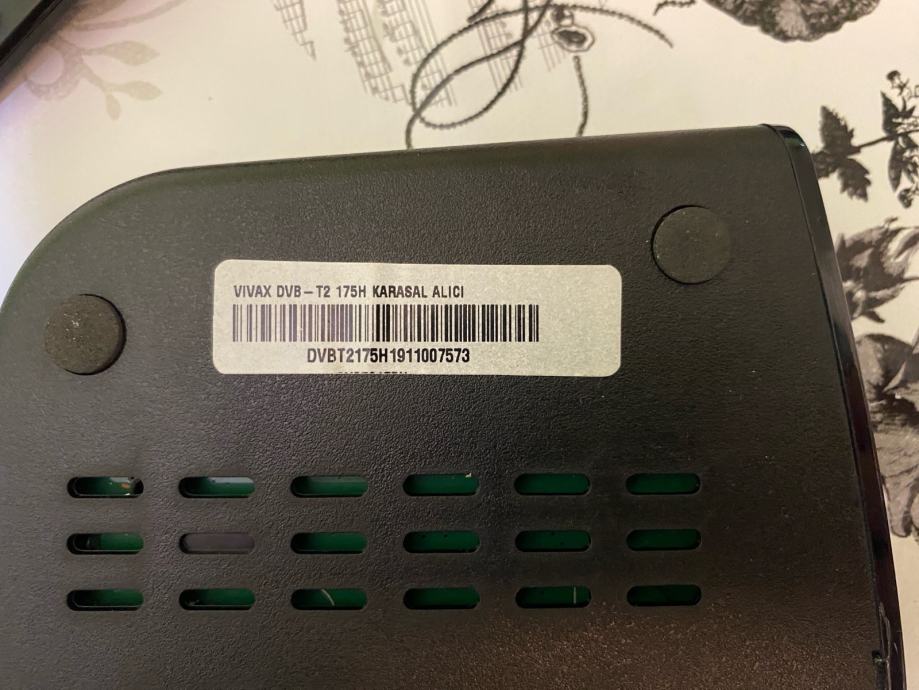 VIVAX DVB-T2 175H KARASAL ALICI
DVBT2175H1911007573